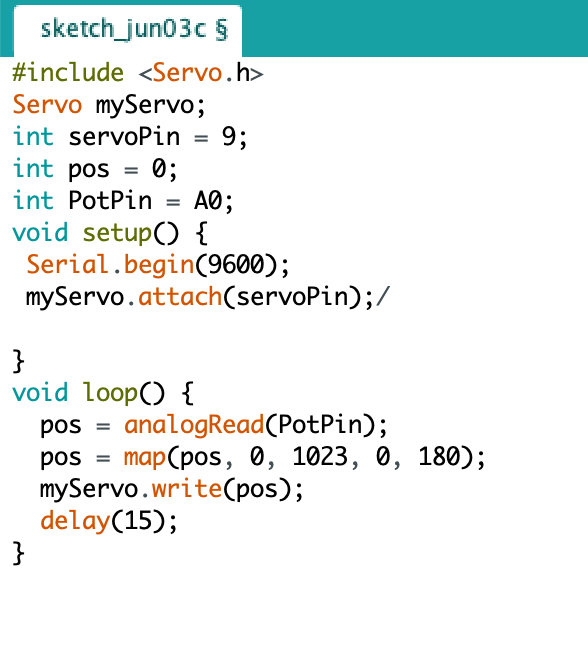 sketch_jun03c §
#include <Servo.h>
Servo myServo;
int servoPin = 9;
int pos = 0;
int PotPin = A0;
void setup() {
 Serial.begin(9600);
 myServo.attach(servoPin);/
}
void loop() {
  pos = analogRead(PotPin);
  pos = map(pos, 0, 1023, 0, 180);
  myServo.write(pos);
  delay(15);
}